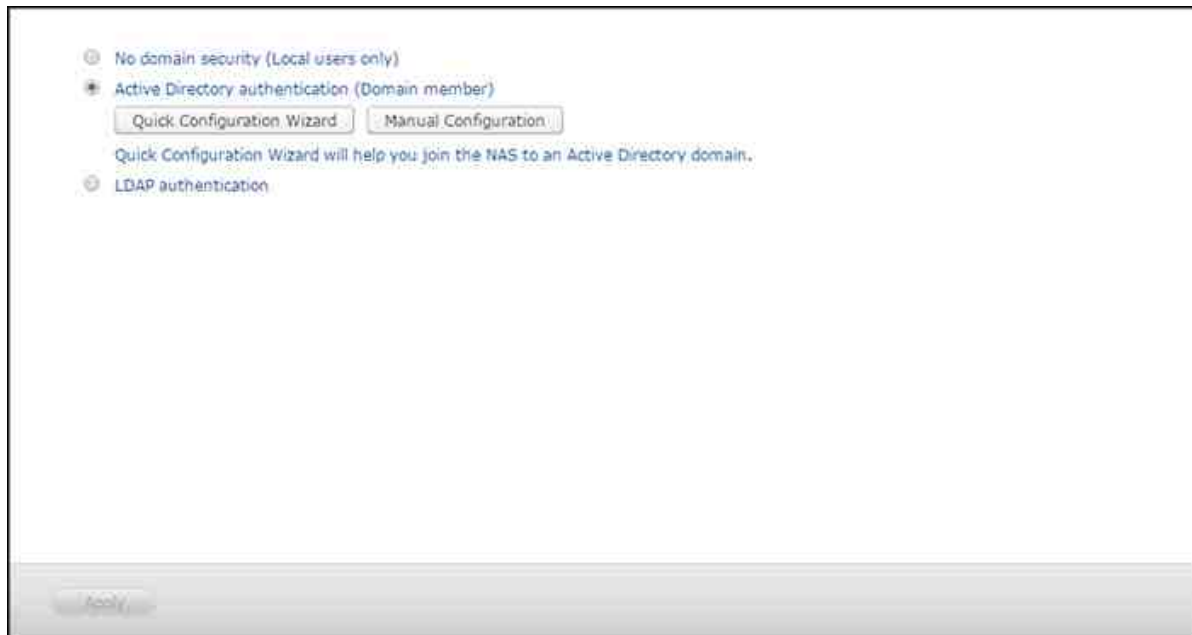 No domain security (Local users only)
Active Directory authentication (Domain member)
Quick Configuration Wizard Manual Configuration
Quick Configuration Wizard will help you join the NAS to an Active Directory domain.
LDAP authentication
Apply